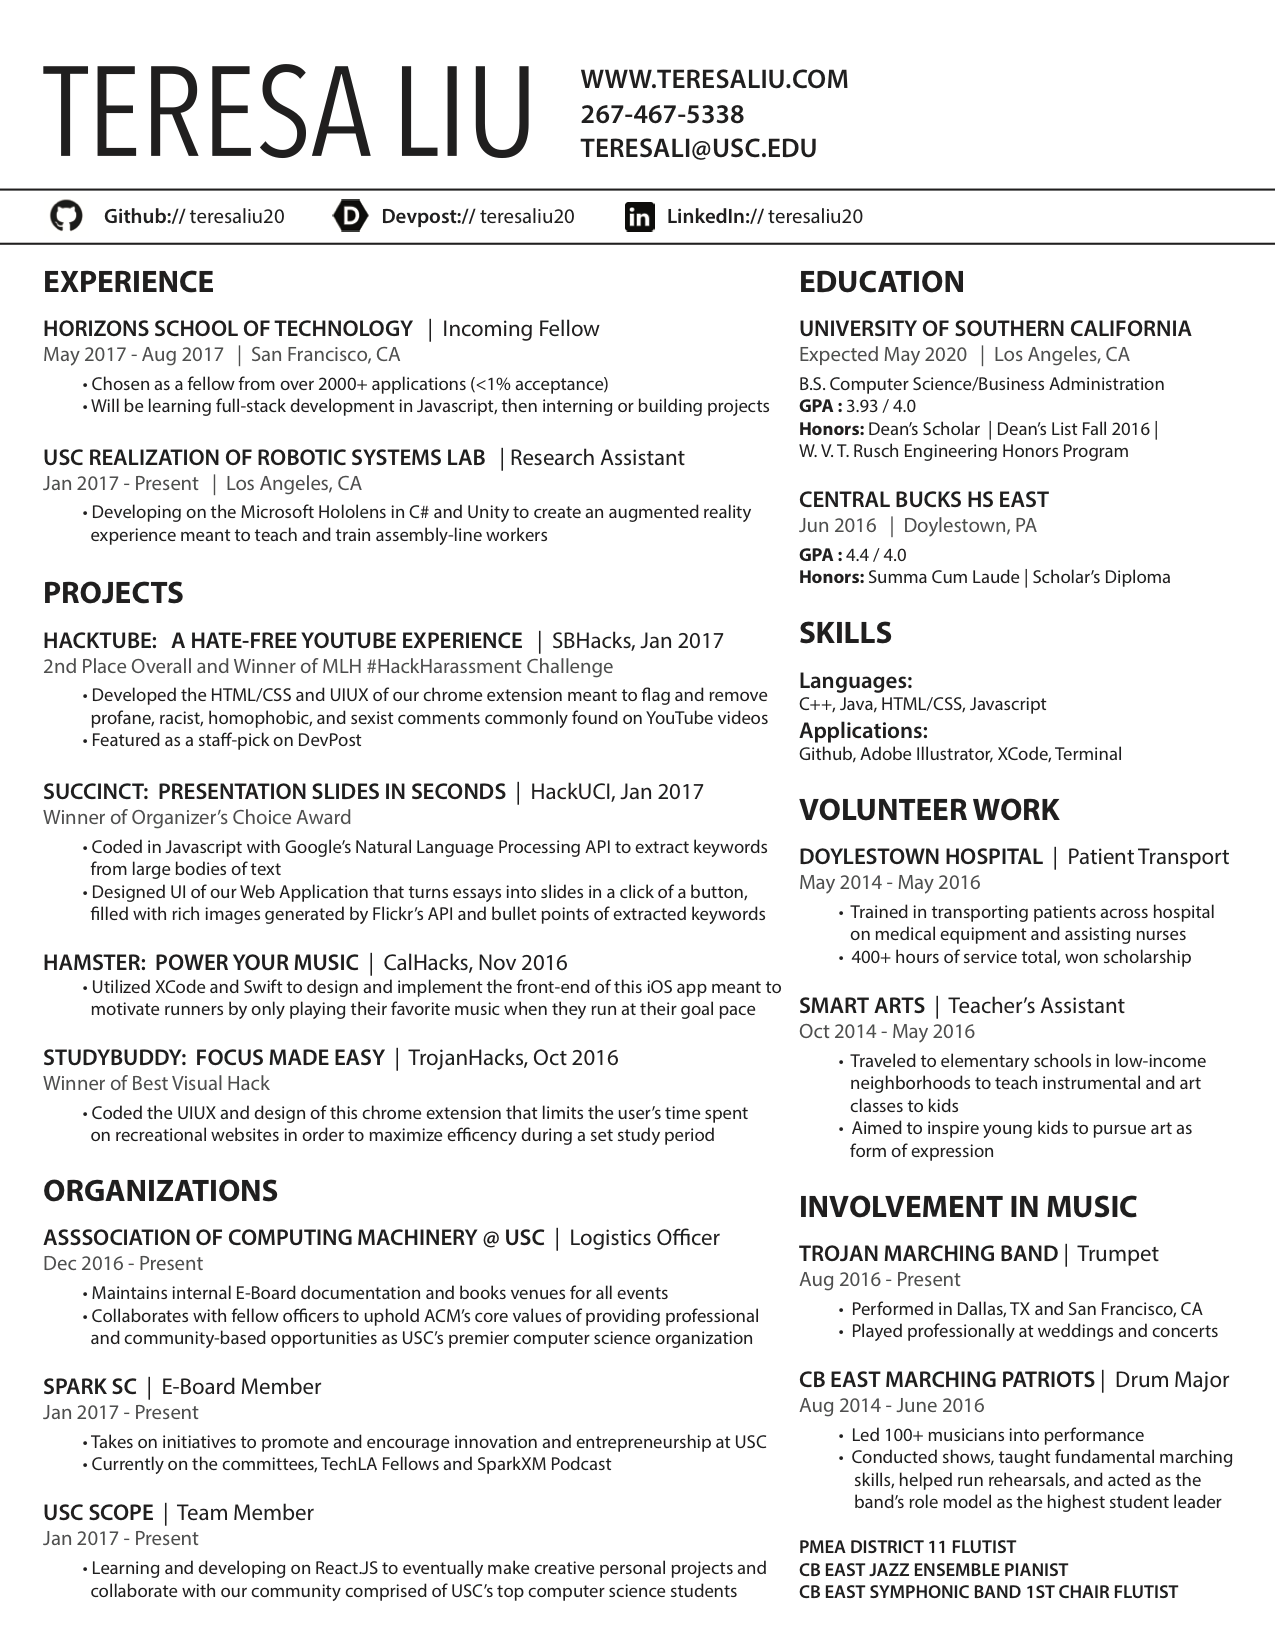 TERESA LIU
WWW.TERESALIU.COM
267-467-5338
TERESALI@USC.EDU
Github:// teresaliu20
Devpost:// teresaliu20
LinkedIn:// teresaliu20
EXPERIENCE
HORIZONS SCHOOL OF TECHNOLOGY | Incoming Fellow
May 2017 - Aug 2017 | San Francisco, CA
• Chosen as a fellow from over 2000+ applications (<1% acceptance)
• Will be learning full-stack development in Javascript, then interning or building projects
USC REALIZATION OF ROBOTIC SYSTEMS LAB | Research Assistant
Jan 2017 - Present | Los Angeles, CA
• Developing on the Microsoft Hololens in C# and Unity to create an augmented reality
experience meant to teach and train assembly-line workers
PROJECTS
HACKTUBE: A HATE-FREE YOUTUBE EXPERIENCE | SBHacks, Jan 2017
2nd Place Overall and Winner of MLH #HackHarassment Challenge
• Developed the HTML/CSS and UIUX of our chrome extension meant to flag and remove
profane, racist, homophobic, and sexist comments commonly found on YouTube videos
• Featured as a staff-pick on DevPost
SUCCINCT: PRESENTATION SLIDES IN SECONDS | HackUCI, Jan 2017
Winner of Organizer's Choice Award
• Coded in Javascript with Google's Natural Language Processing API to extract keywords
from large bodies of text
• Designed UI of our Web Application that turns essays into slides in a click of a button,
filled with rich images generated by Flickr's API and bullet points of extracted keywords
HAMSTER: POWER YOUR MUSIC | CalHacks, Nov 2016
• Utilized XCode and Swift to design and implement the front-end of this iOS app meant to
motivate runners by only playing their favorite music when they run at their goal pace
STUDYBUDDY: FOCUS MADE EASY | TrojanHacks, Oct 2016
Winner of Best Visual Hack
• Coded the UIUX and design of this chrome extension that limits the user's time spent
on recreational websites in order to maximize efficency during a set study period
ORGANIZATIONS
ASSSOCIATION OF COMPUTING MACHINERY @ USC | Logistics Officer
Dec 2016 - Present
• Maintains internal E-Board documentation and books venues for all events
• Collaborates with fellow officers to uphold ACM's core values of providing professional
and community-based opportunities as USC's premier computer science organization
SPARK SC | E-Board Member
Jan 2017 - Present
• Takes on initiatives to promote and encourage innovation and entrepreneurship at USC
• Currently on the committees, TechLA Fellows and SparkXM Podcast
USC SCOPE | Team Member
Jan 2017 - Present
• Learning and developing on React.JS to eventually make creative personal projects and
collaborate with our community comprised of USC's top computer science students
EDUCATION
UNIVERSITY OF SOUTHERN CALIFORNIA
Expected May 2020 | Los Angeles, CA
B.S. Computer Science/Business Administration
GPA : 3.93 / 4.0
Honors: Dean's Scholar | Dean's List Fall 2016 |
W. V. T. Rusch Engineering Honors Program
CENTRAL BUCKS HS EAST
Jun 2016 | Doylestown, PA
GPA : 4.4 / 4.0
Honors: Summa Cum Laude | Scholar's Diploma
SKILLS
Languages:
C++, Java, HTML/CSS, Javascript
Applications:
Github, Adobe Illustrator, XCode, Terminal
VOLUNTEER WORK
DOYLESTOWN HOSPITAL | Patient Transport
May 2014 - May 2016
• Trained in transporting patients across hospital
on medical equipment and assisting nurses
• 400+ hours of service total, won scholarship
SMART ARTS | Teacher's Assistant
Oct 2014 - May 2016
• Traveled to elementary schools in low-income
neighborhoods to teach instrumental and art
classes to kids
• Aimed to inspire young kids to pursue art as
form of expression
INVOLVEMENT IN MUSIC
TROJAN MARCHING BAND | Trumpet
Aug 2016 - Present
• Performed in Dallas, TX and San Francisco, CA
• Played professionally at weddings and concerts
CB EAST MARCHING PATRIOTS | Drum Major
Aug 2014 - June 2016
• Led 100+ musicians into performance
• Conducted shows, taught fundamental marching
skills, helped run rehearsals, and acted as the
band's role model as the highest student leader
PMEA DISTRICT 11 FLUTIST
CB EAST JAZZ ENSEMBLE PIANIST
CB EAST SYMPHONIC BAND 1ST CHAIR FLUTIST